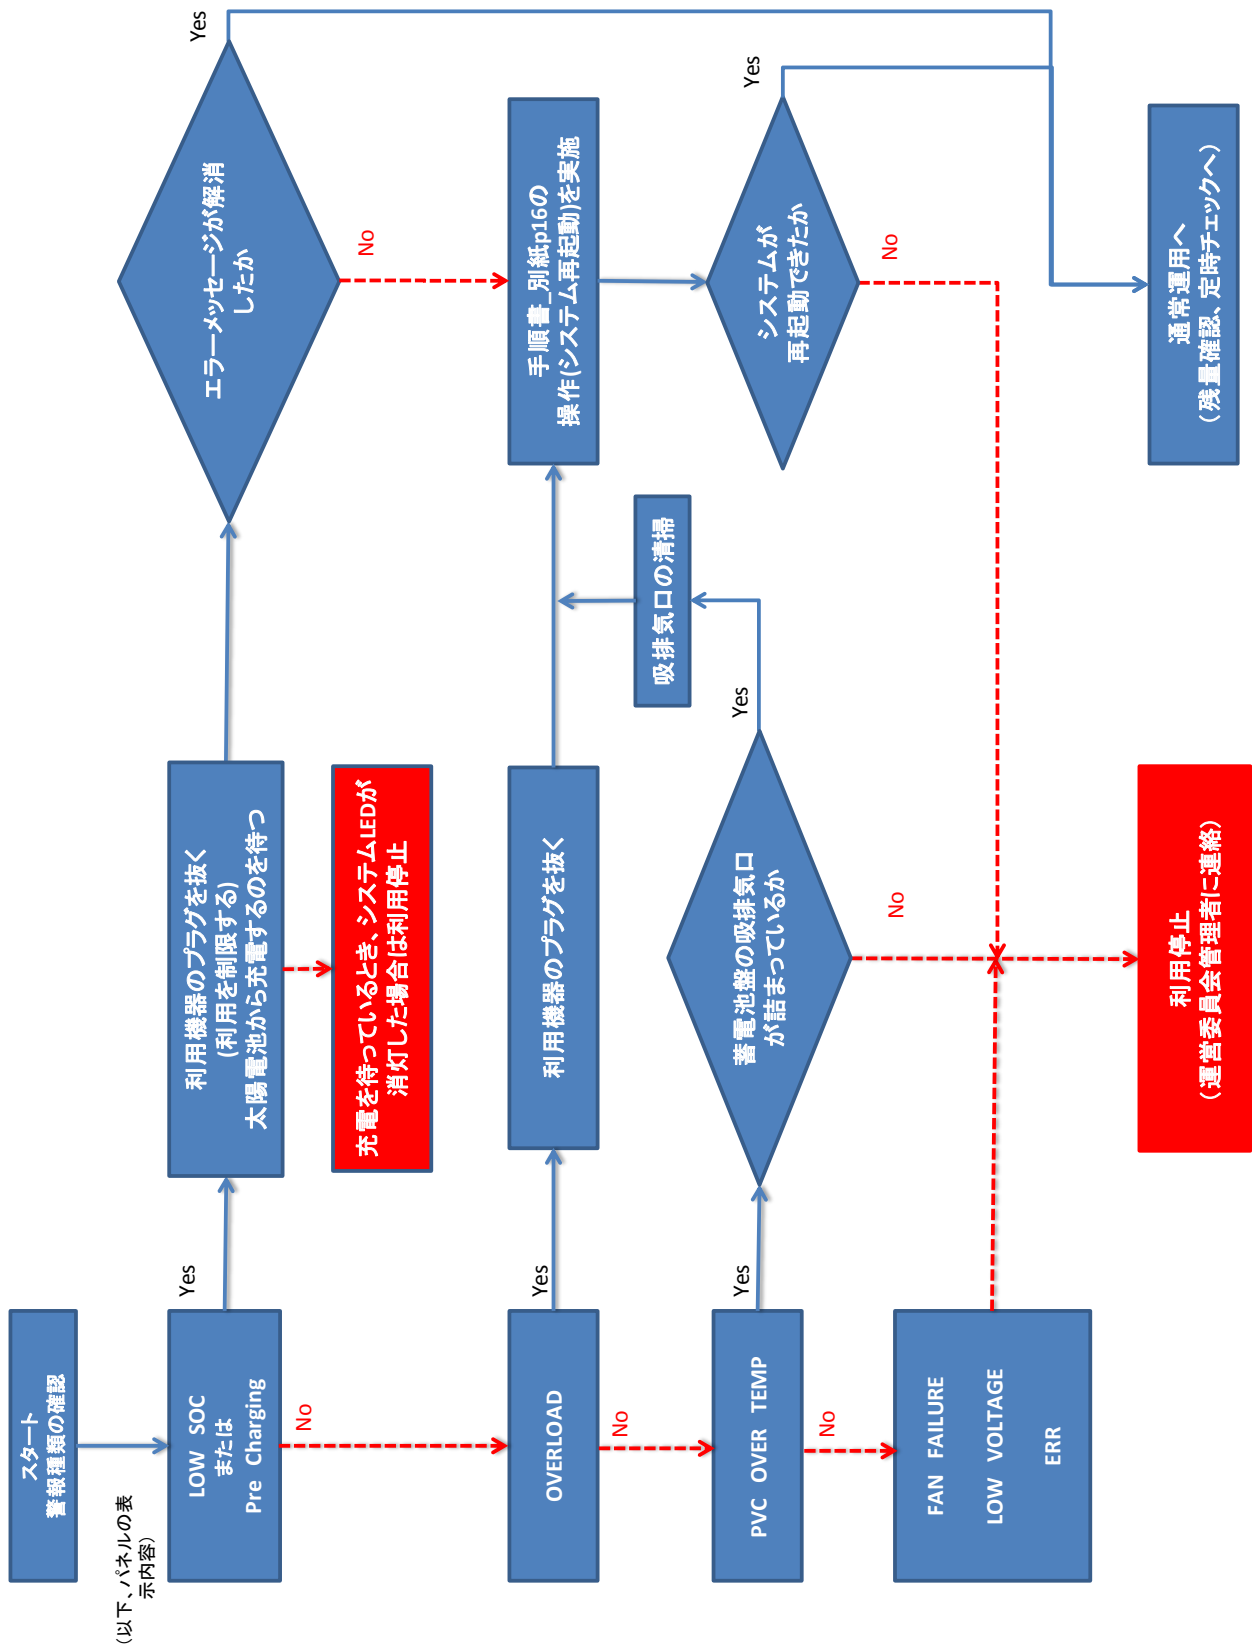 スタート
警報種類の確認
（以下、パネルの表
示内容）
LOW SOC
または
Pre Charging
Yes
利用機器のプラグを抜く
(利用を制限する)
太陽電池から充電するのを待つ
エラーメッセージが解消
したか
Yes
No
充電を待っているとき、システムLEDが
消灯した場合は利用停止
No
OVERLOAD
Yes
利用機器のプラグを抜く
手順書_別紙p16の
操作(システム再起動)を実施
吸排気口の清掃
No
PVC OVER TEMP
Yes
蓄電池盤の吸排気口
が詰まっているか
Yes
No
システムが
再起動できたか
Yes
No
No
FAN FAILURE
LOW VOLTAGE
ERR
利用停止
（運営委員会管理者に連絡）
通常運用へ
（残量確認、定時チェックへ）